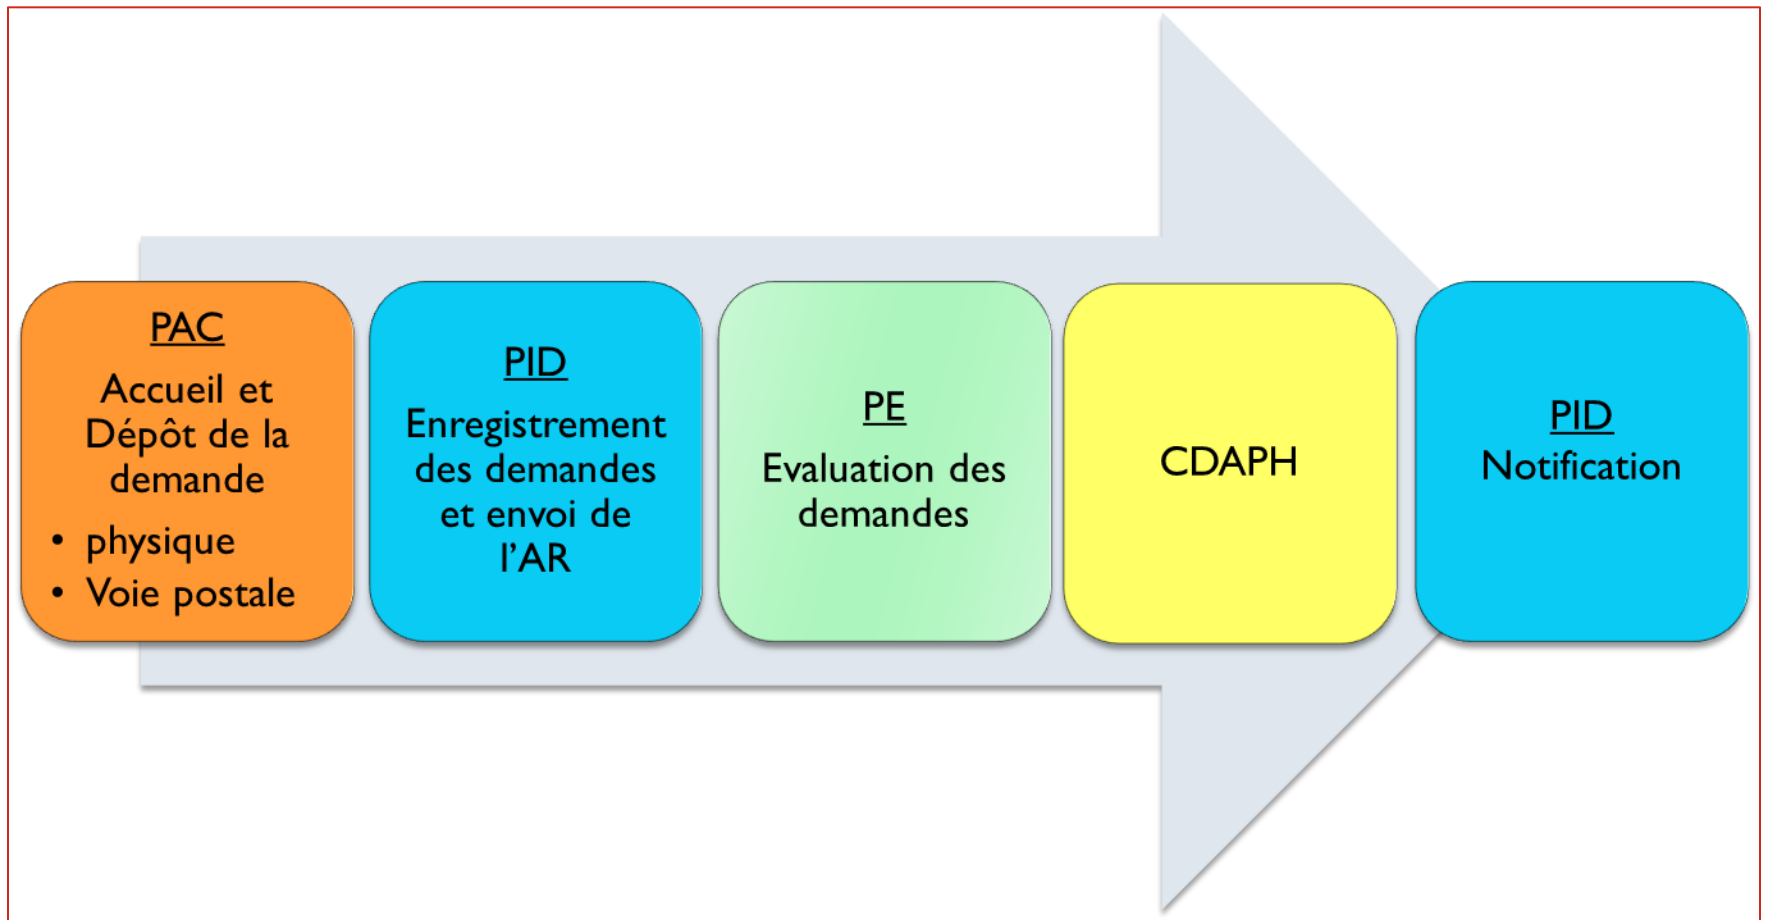 PAC
Accueil et
Dépôt de la
demande
• physique
• Voie postale
PID
Enregistrement
des demandes
et envoi de
l’AR
PE
Evaluation des
demandes
CDAPH
PID
Notification